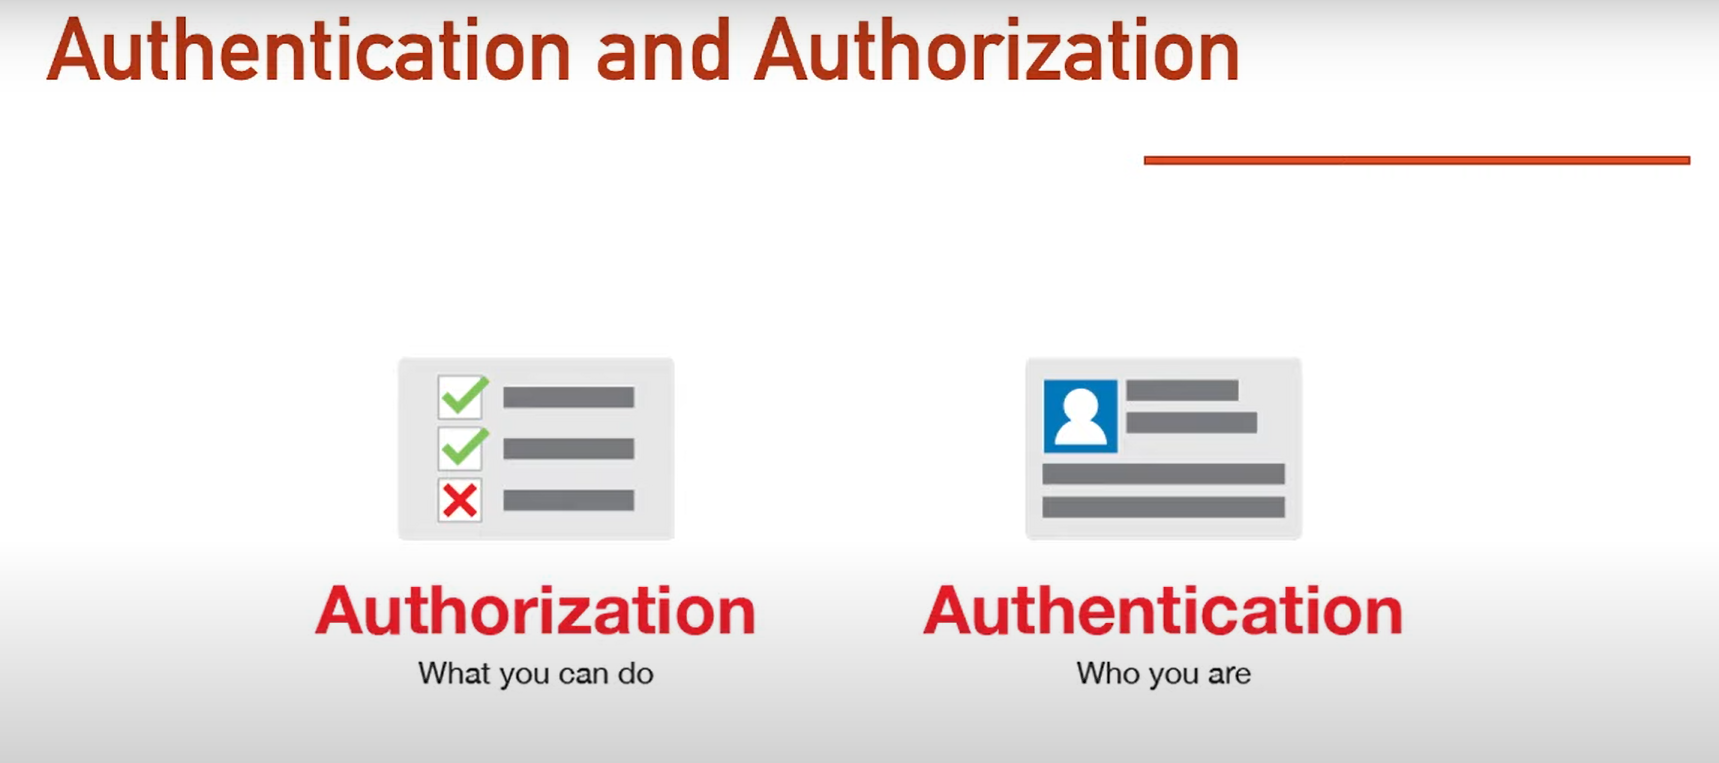 Authentication and Authorization
Authorization
What you can do
Authentication
Who you are